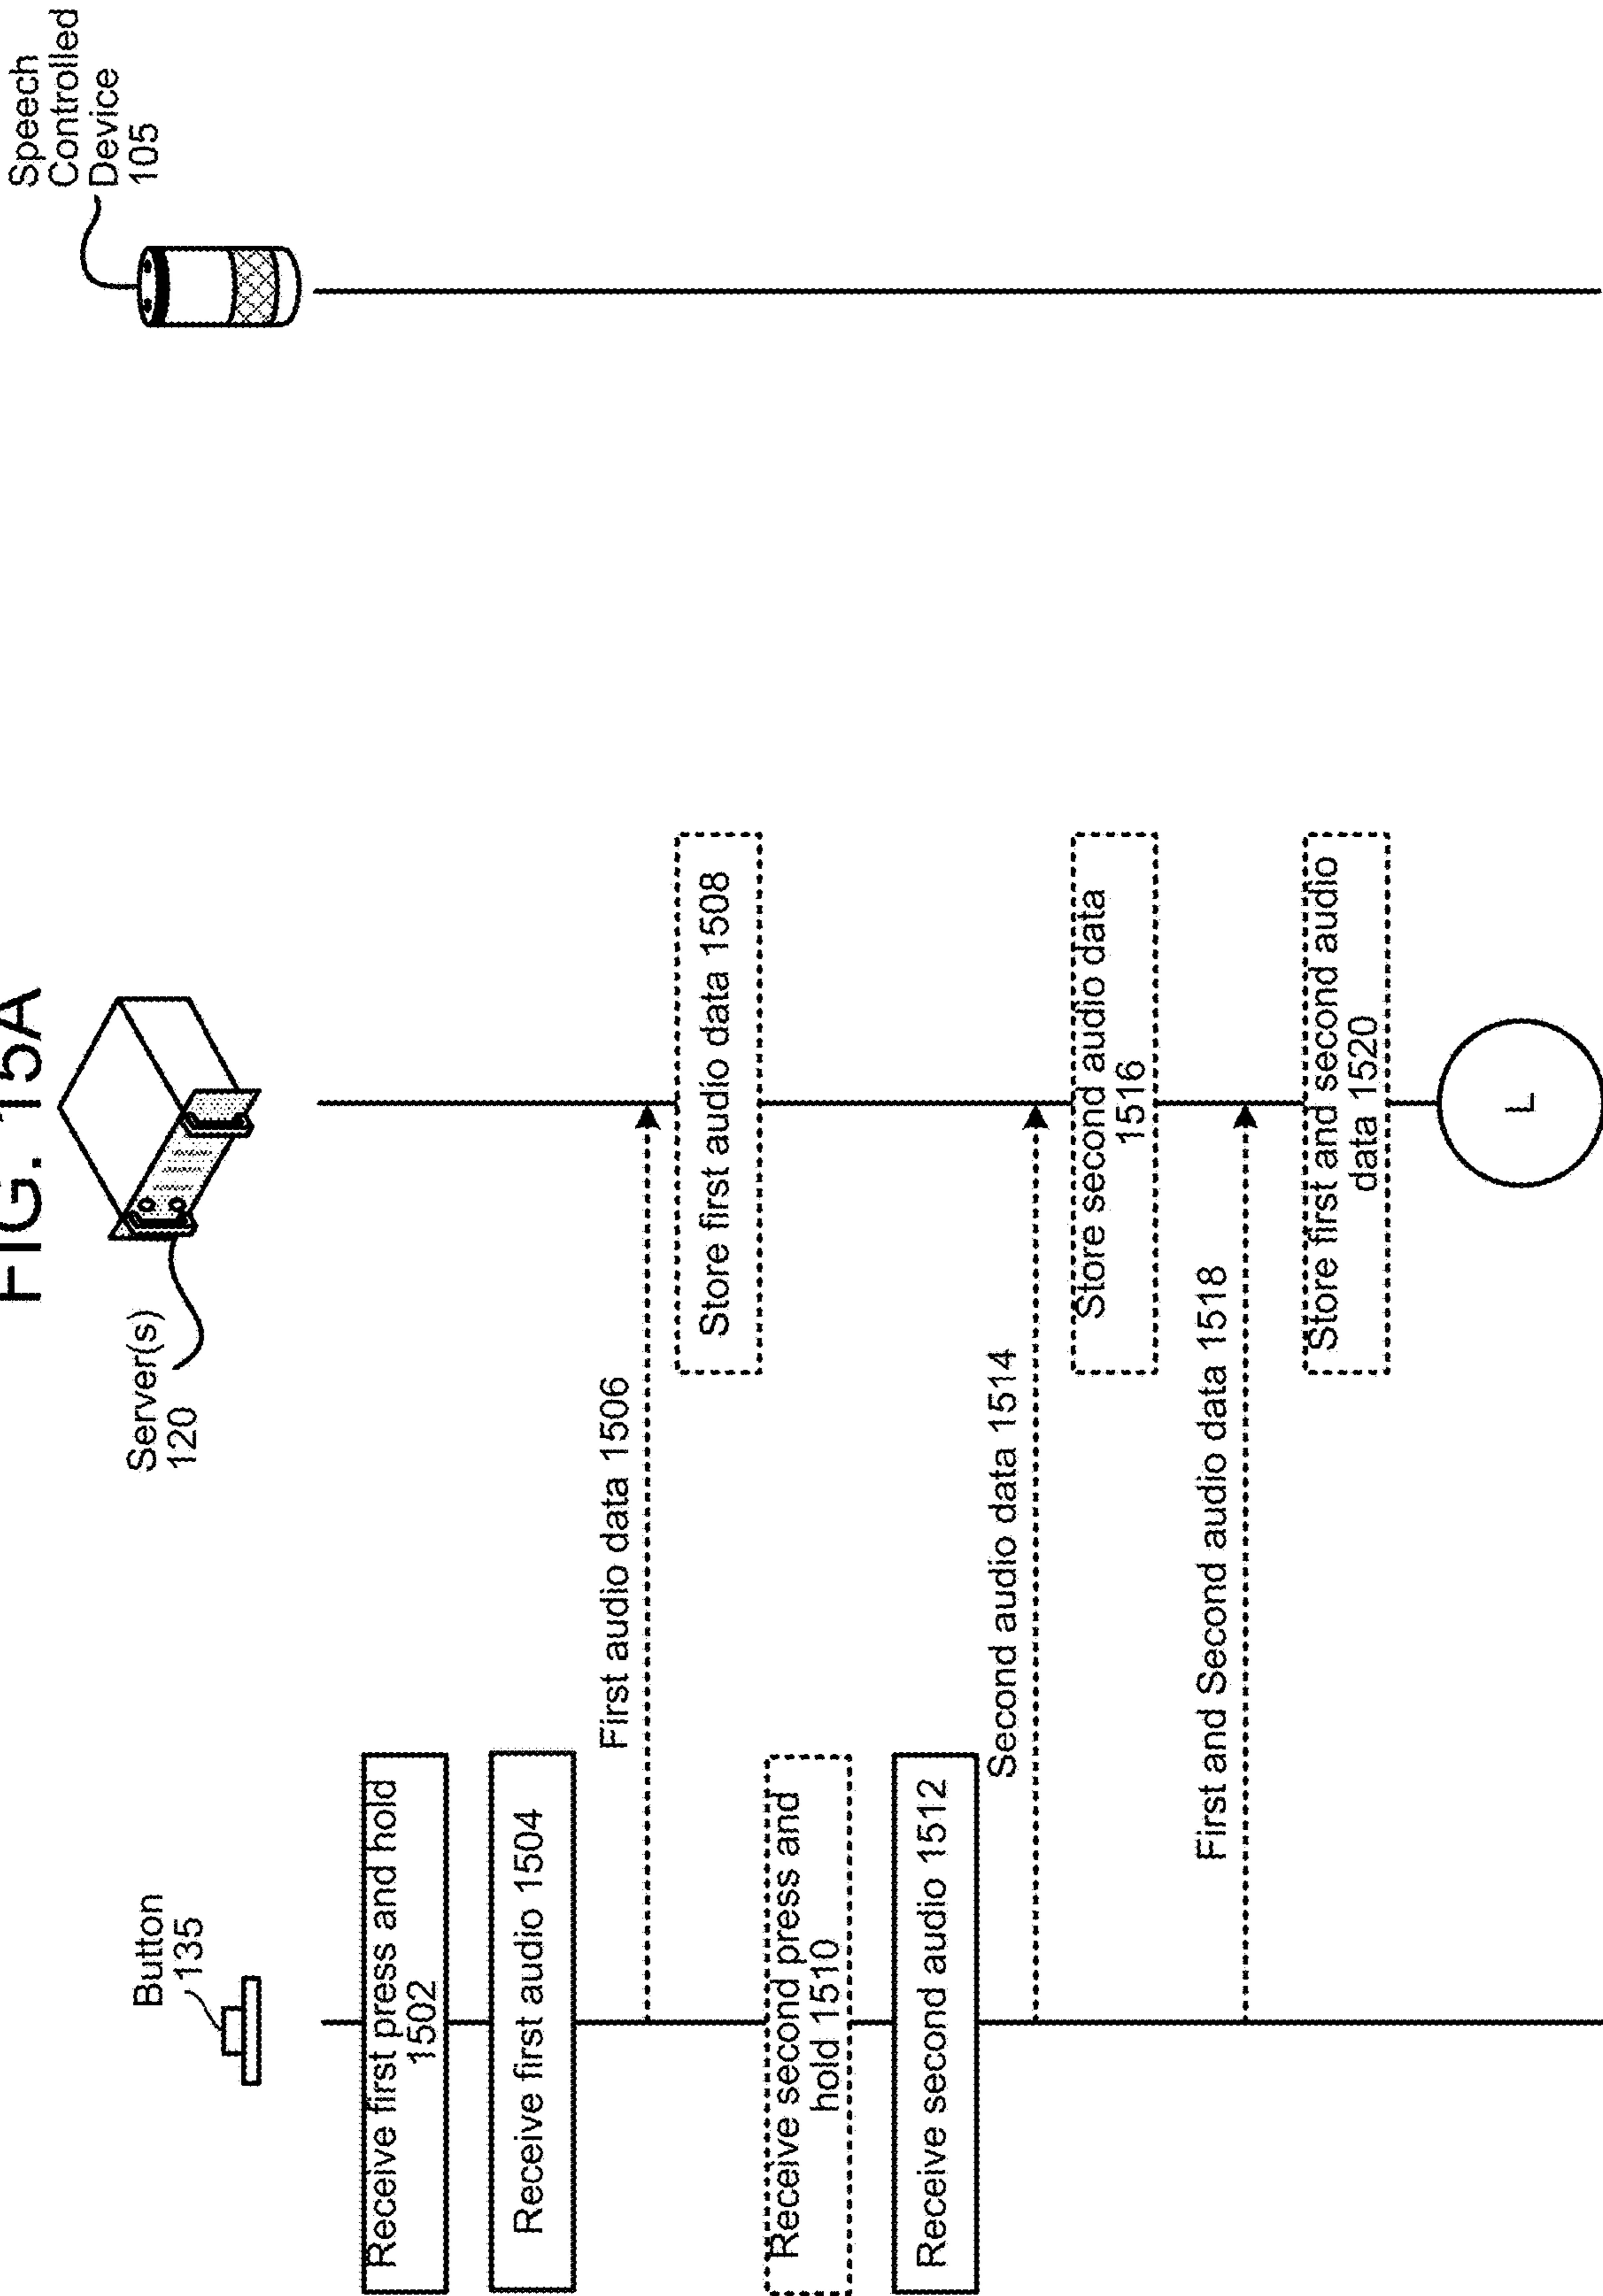 FIG. 15A
Button
135
Server(s)
120
Speech
Controlled
Device
105
Receive first press and hold
1502
Receive first audio 1504
First audio data 1506
Store first audio data 1508
Receive second press and
hold 1510
Receive second audio 1512
Second audio data 1514
Store second audio data
1516
First and Second audio data 1518
Store first and second audio
data 1520
L